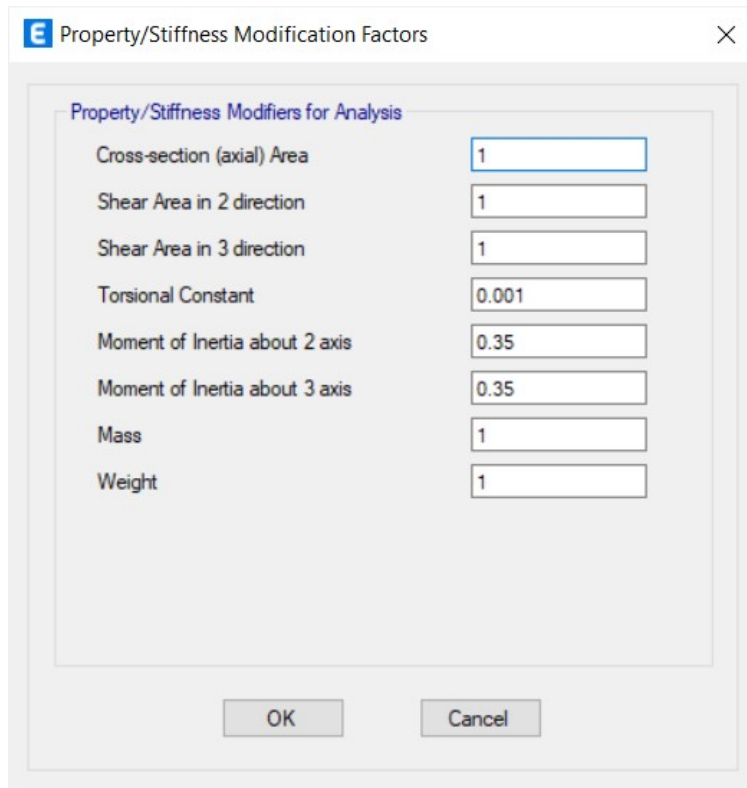 E Property/Stiffness Modification Factors
Property/Stiffness Modifiers for Analysis
Cross-section (axial) Area 1
Shear Area in 2 direction 1
Shear Area in 3 direction 1
Torsional Constant 0.001
Moment of Inertia about 2 axis 0.35
Moment of Inertia about 3 axis 0.35
Mass 1
Weight 1
OK Cancel